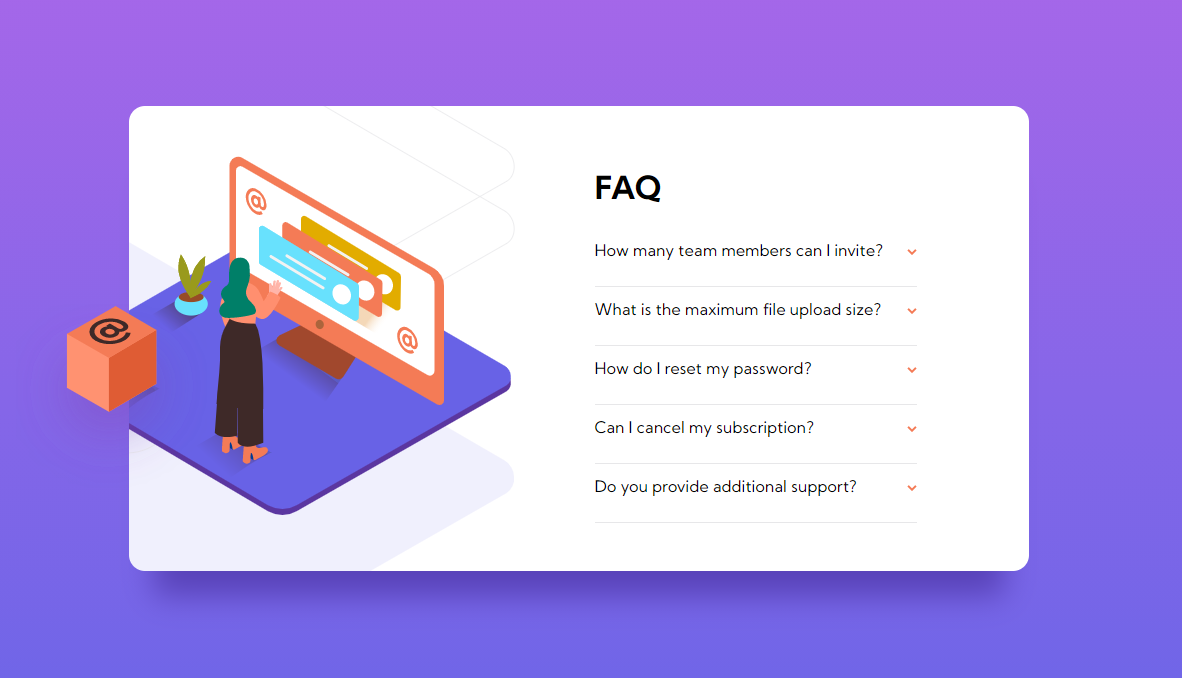 FAQ
How many team members can I invite?
What is the maximum file upload size?
How do I reset my password?
Can I cancel my subscription?
Do you provide additional support?
@
@
@